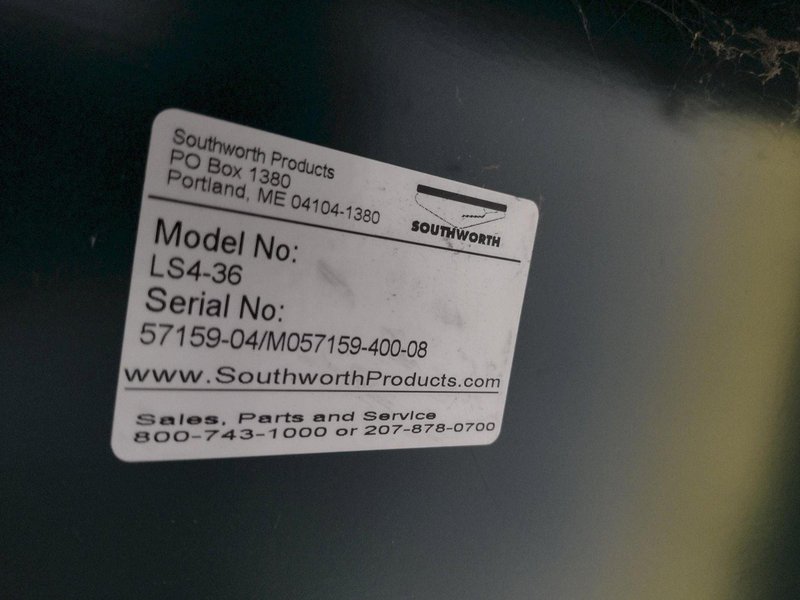 Southworth Products
PO Box 1380
Portland, ME 04104-1380
SOUTHWORTH
Model No:
LS4-36
Serial No:
57159-04/M057159-400-08
www.SouthworthProducts.com
Sales, Parts and Service
800-743-1000 or 207-878-0700